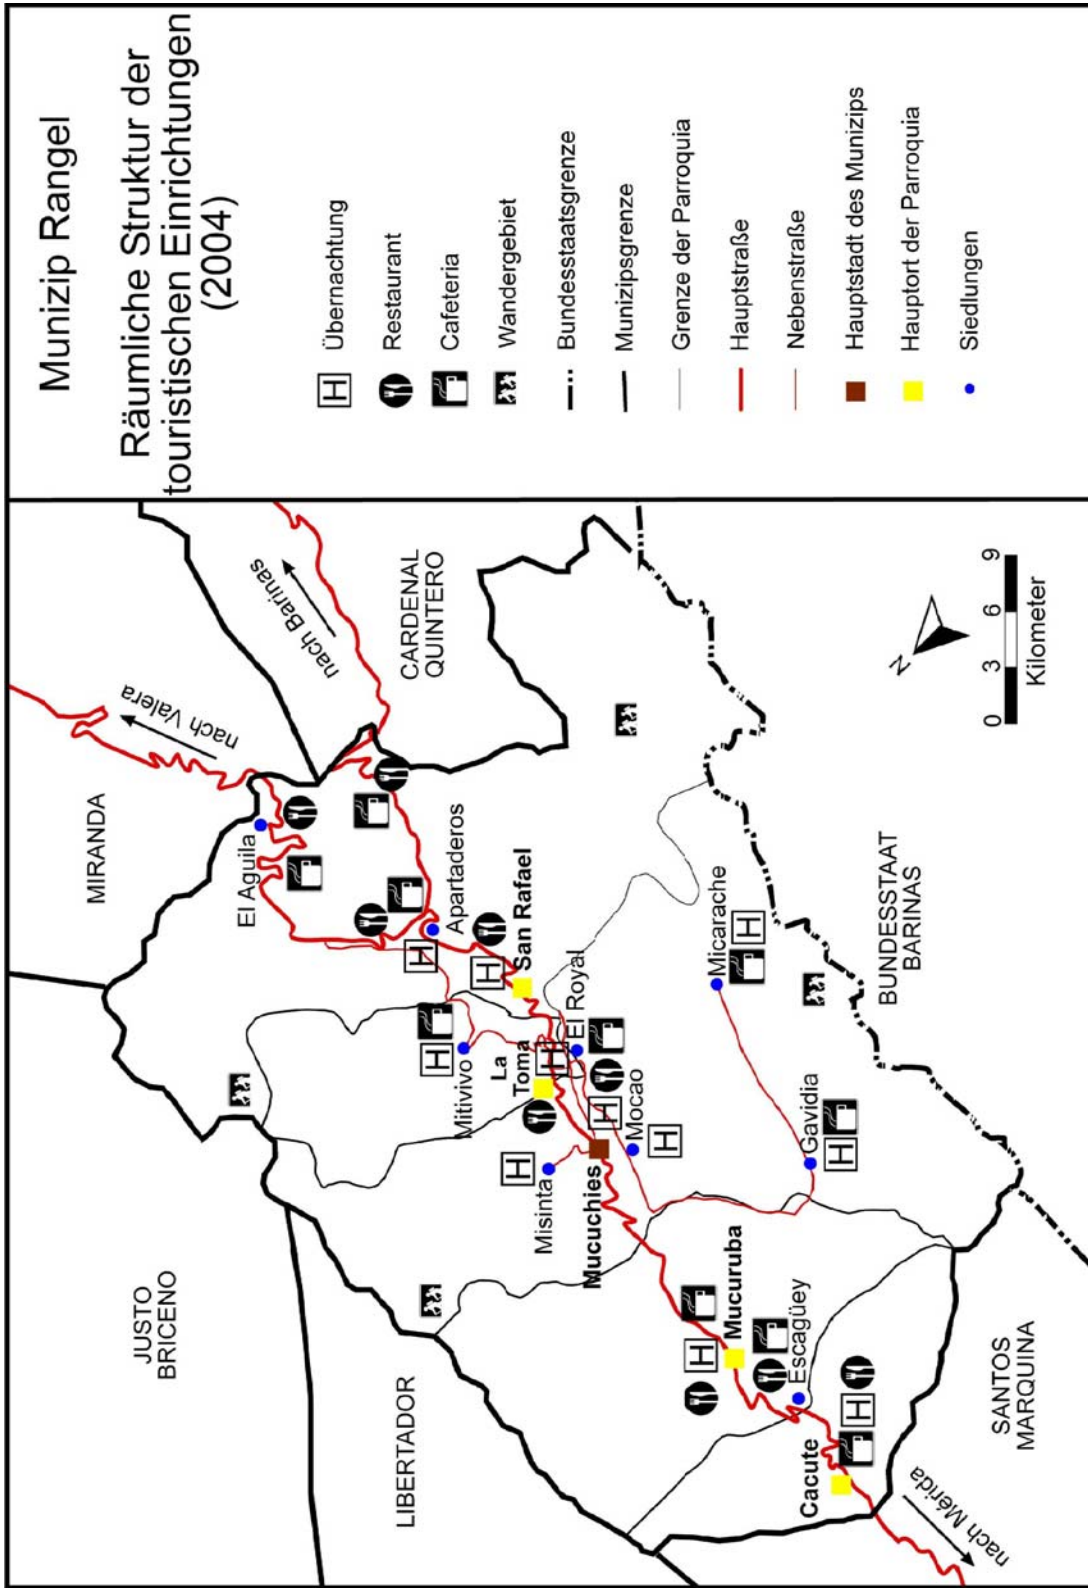 Munizip Rangel
Räumliche Struktur der
touristischen Einrichtungen
(2004)
H Übernachtung
Restaurant
Cafeteria
Wandergebiet
Bundesstaatsgrenze
Munizipsgrenze
Grenze der Parroquia
Hauptstraße
Nebenstraße
Hauptstadt des Munizips
Hauptort der Parroquia
Siedlungen
JUSTO
BRICENO
MIRANDA
nach Valera
nach Barinas
CARDENAL
QUINTERO
El Aguila
LIBERTADOR
H
Apartaderos
H
San Rafael
Mitivivo
H
La
Toma
H
El Royal
H
Misinta
Mucuchies
H
Mocao
H
Micarache
H
Gavidia
H
Mucuruba
H
Escagüey
Cacute
H
nach Mérida
SANTOS
MARQUINA
BUNDESSTAAT
BARINAS
N
0 3 6 9
Kilometer